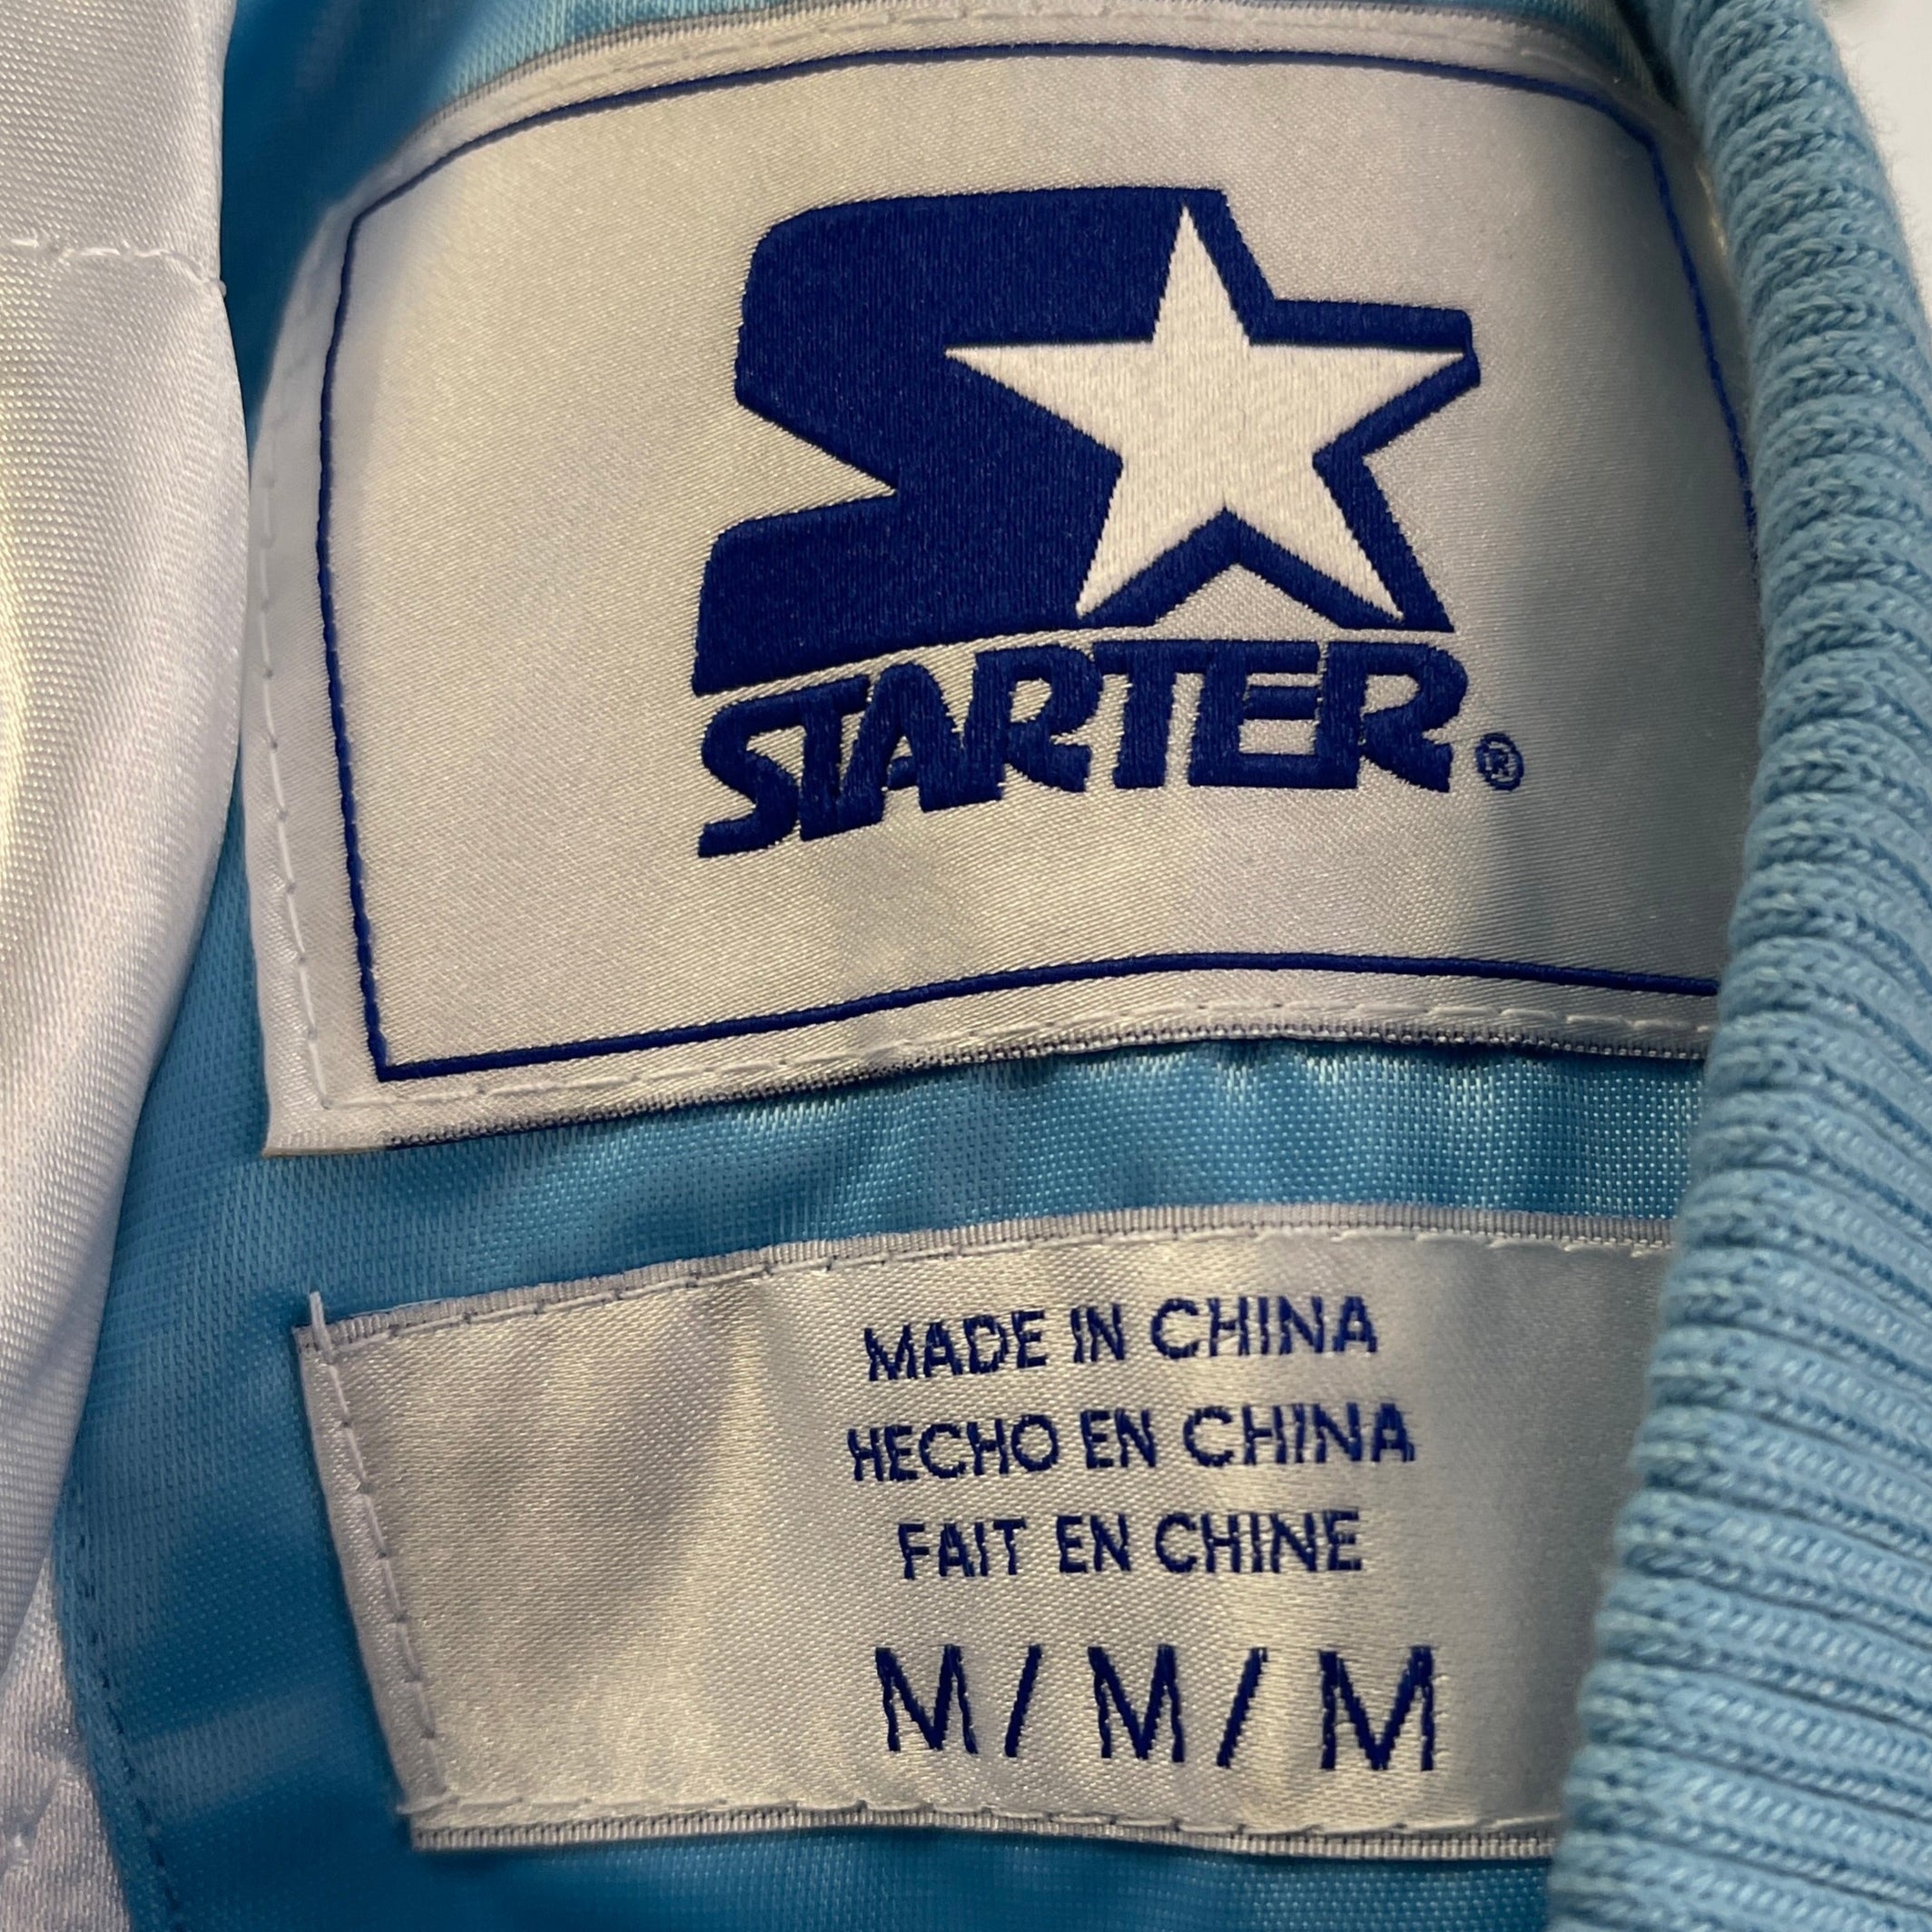 STARTER®
MADE IN CHINA
HECHO EN CHINA
FAIT EN CHINE
M / M / M